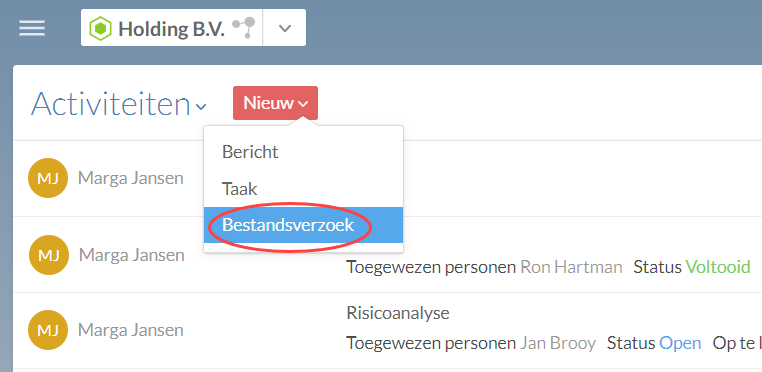 Holding B.V.
Activiteiten
Nieuw
Bericht
Taak
Bestandsverzoek
MJ Marga Jansen
MJ Marga Jansen
Toegewezen personen Ron Hartman Status Voltooid
Risicoanalyse
MJ Marga Jansen
Toegewezen personen Jan Brooy Status Open Op te l